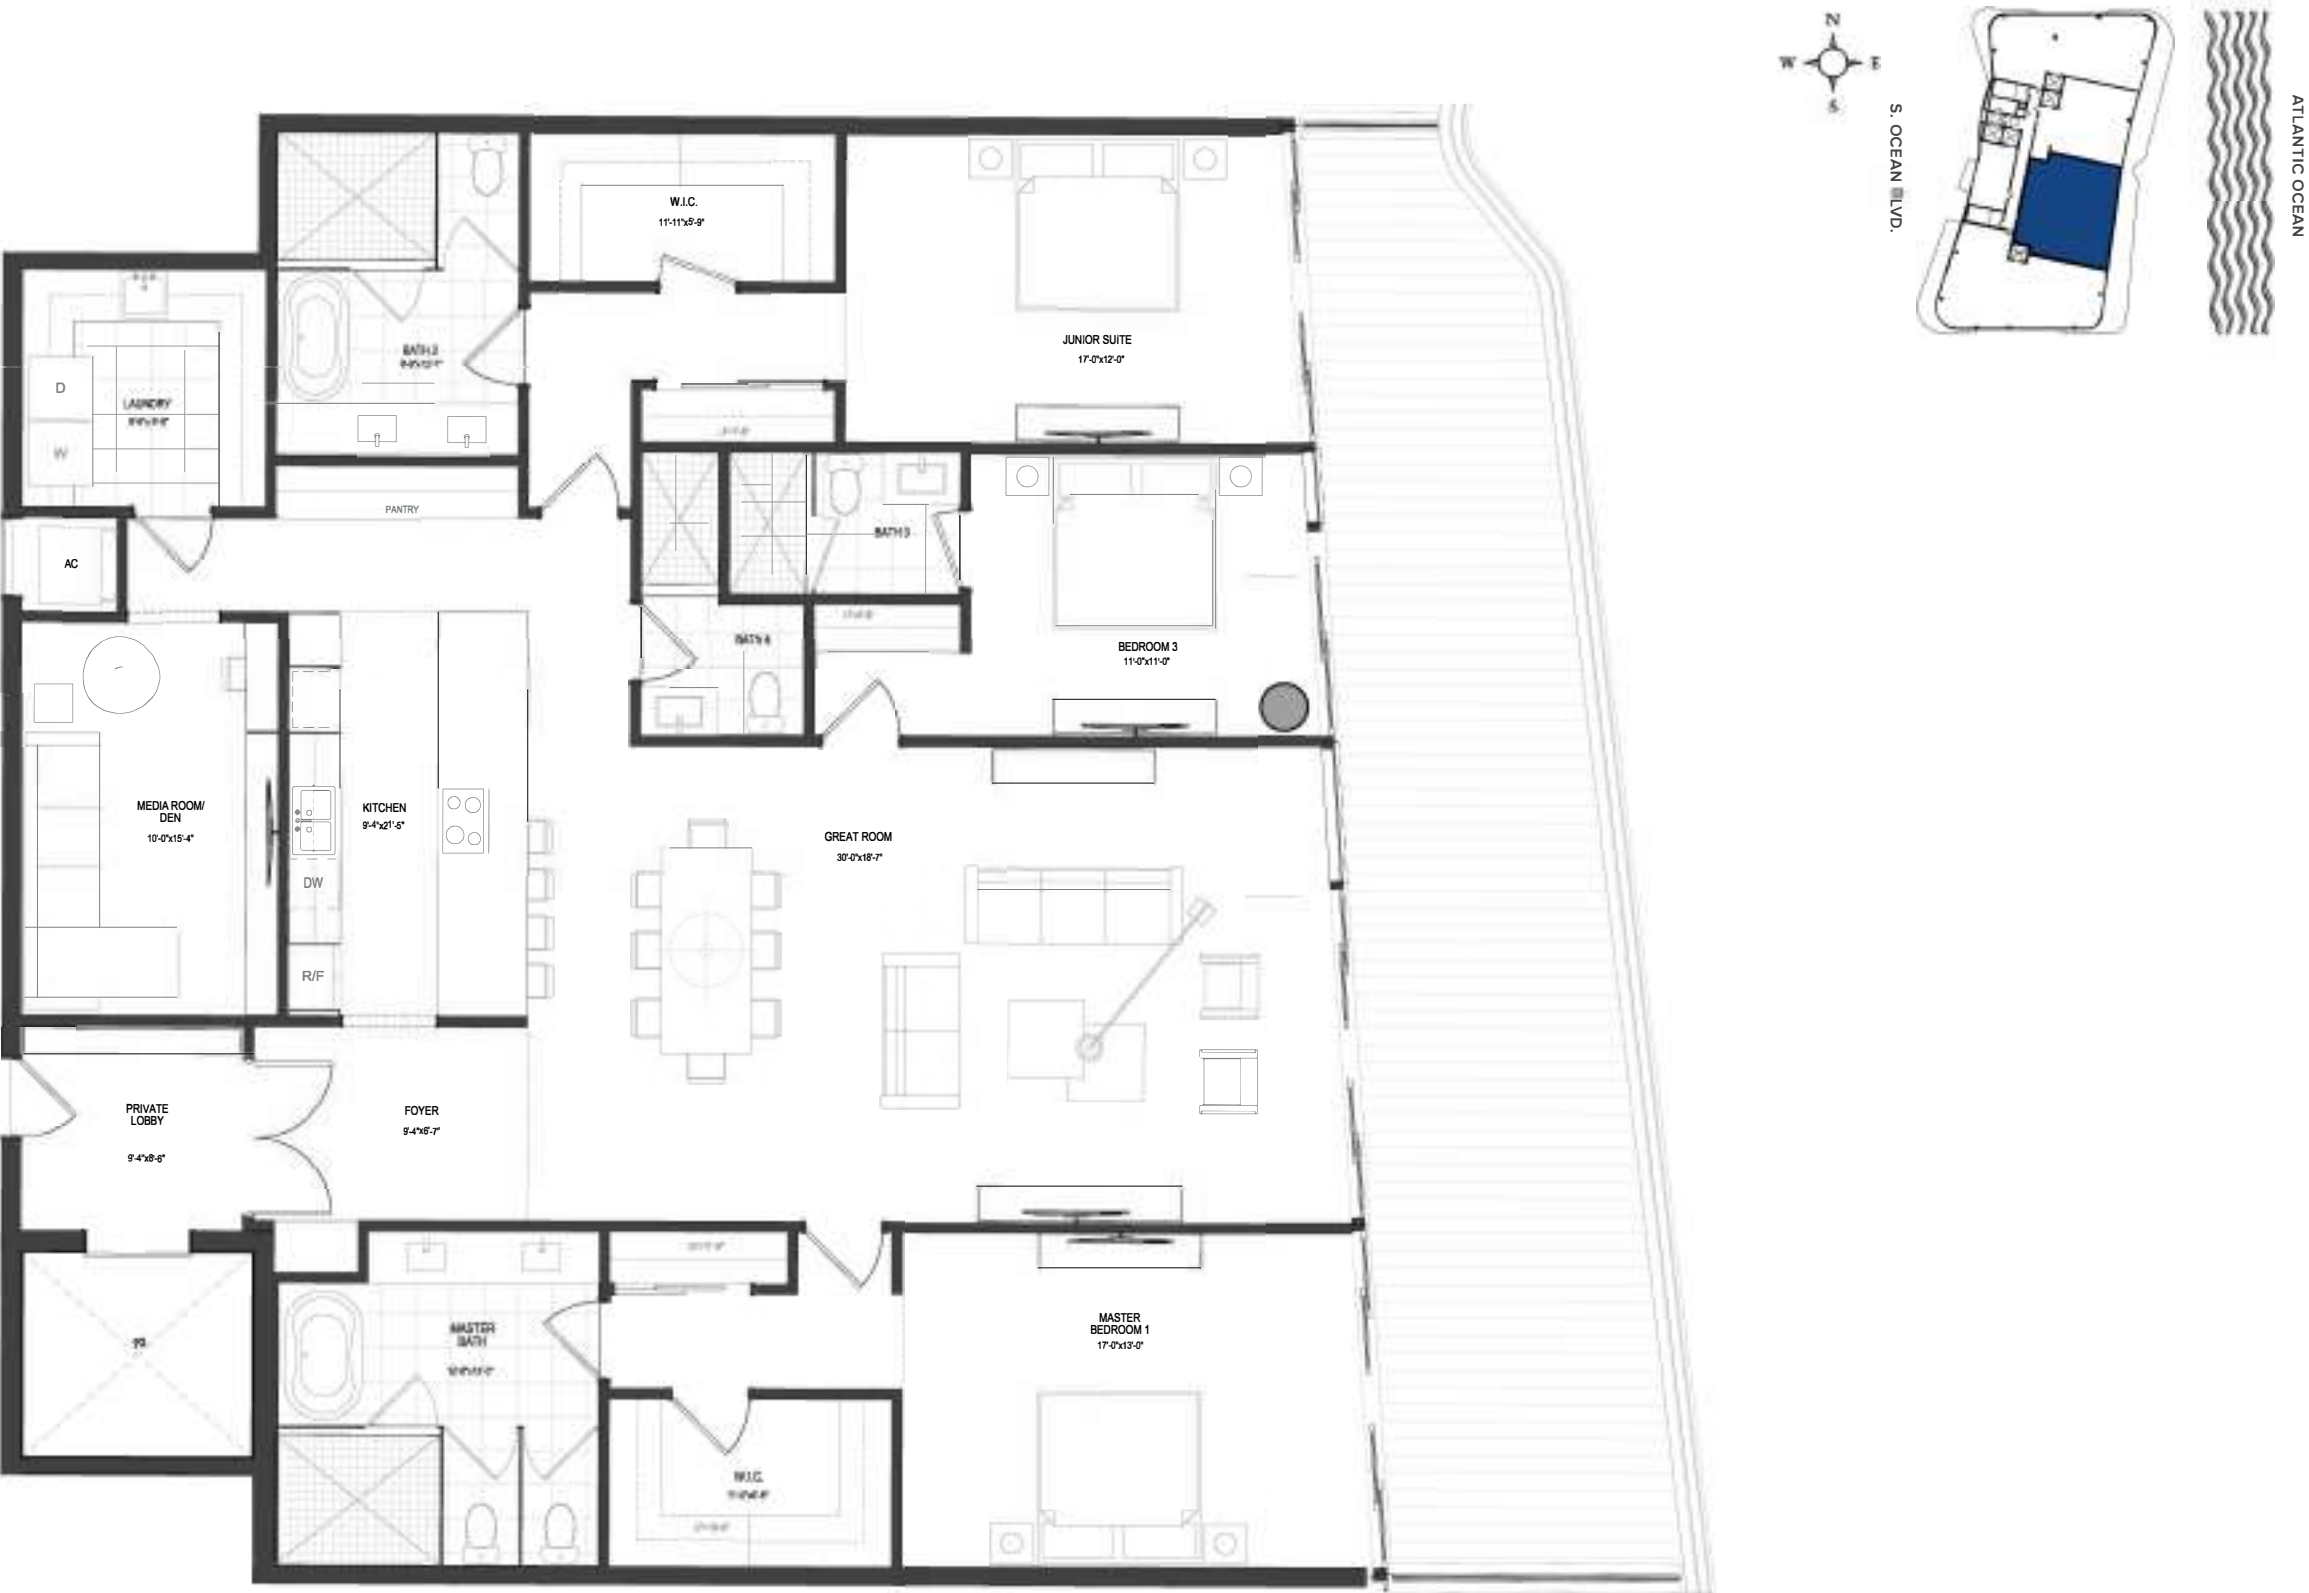 N
W E
S
S. OCEAN BLVD.
ATLANTIC OCEAN
W.I.C.
11'-11"x5'-9"
JUNIOR SUITE
17'-0"x12'-0"
BATH 2
D
LAUNDRY
W
PANTRY
AC
BATH 3
BATH 4
BEDROOM 3
11'-0"x11'-0"
MEDIA ROOM/
DEN
10'-0"x15'-4"
KITCHEN
9'-4"x21'-5"
DW
R/F
GREAT ROOM
30'-0"x18'-7"
PRIVATE
LOBBY
9'-4"x8'-6"
FOYER
9'-4"x6'-7"
MASTER
BATH
MASTER
BEDROOM 1
17'-0"x13'-0"
W.I.C.